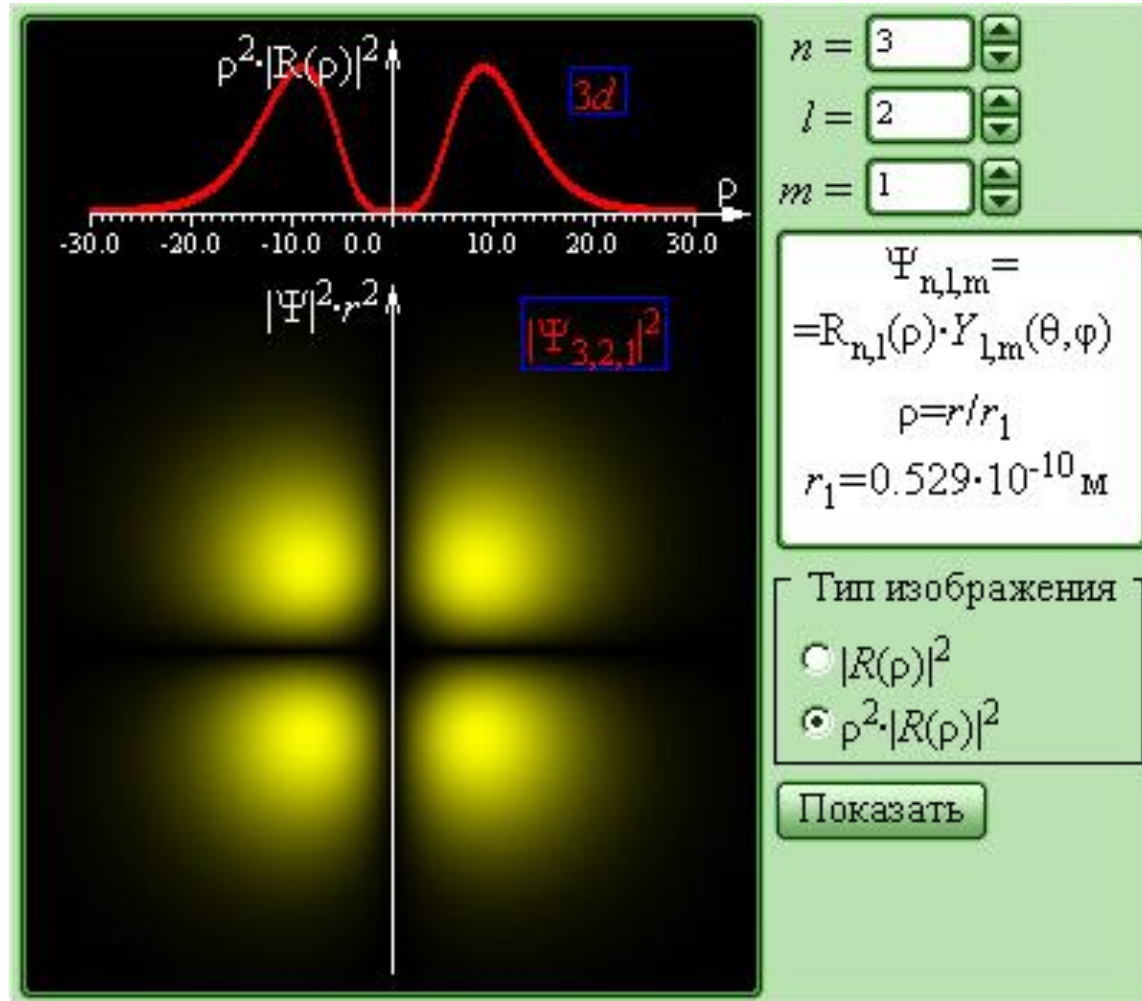 ρ²·|R(ρ)|²
3d
ρ
-30.0 -20.0 -10.0 0.0 10.0 20.0 30.0
|Ψ|²·r²
|Ψ₃,₂,₁|²
n = 3
l = 2
m = 1
Ψn,l,m=
=Rn,l(ρ)·Yl,m(θ,φ)
ρ=r/r₁
r₁=0.529·10⁻¹⁰м
Тип изображения
|R(ρ)|²
ρ²·|R(ρ)|²
Показать